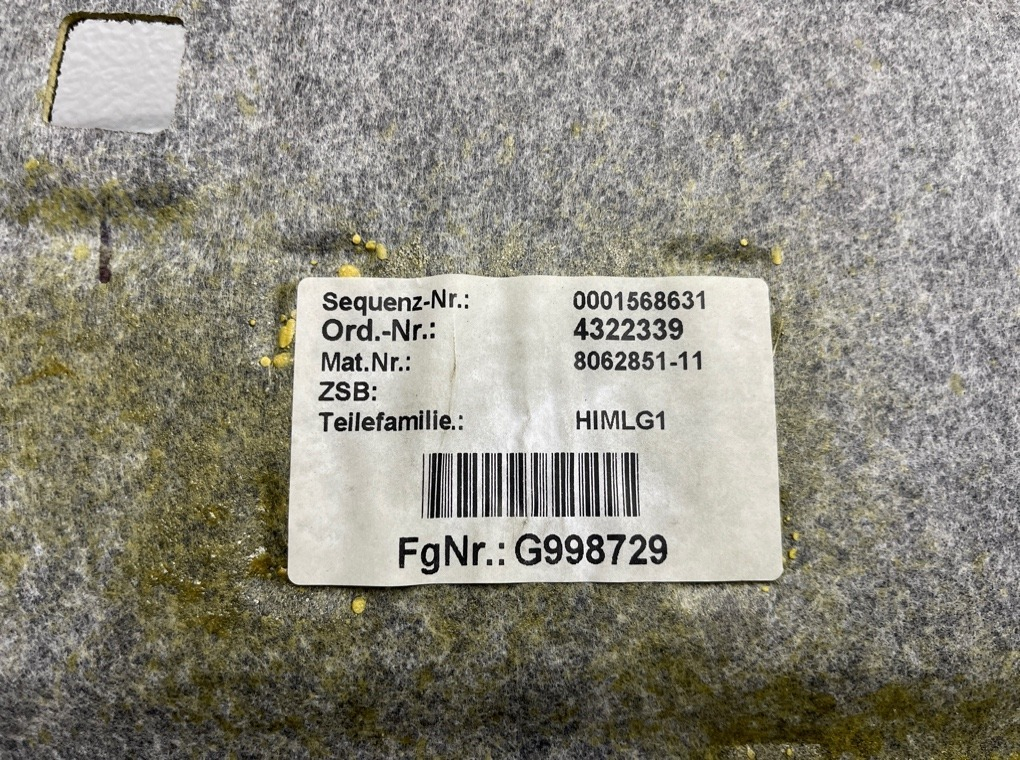 Sequenz-Nr.: 0001568631
Ord.-Nr.: 4322339
Mat.Nr.: 8062851-11
ZSB:
Teilefamilie.: HIMLG1
FgNr.: G998729